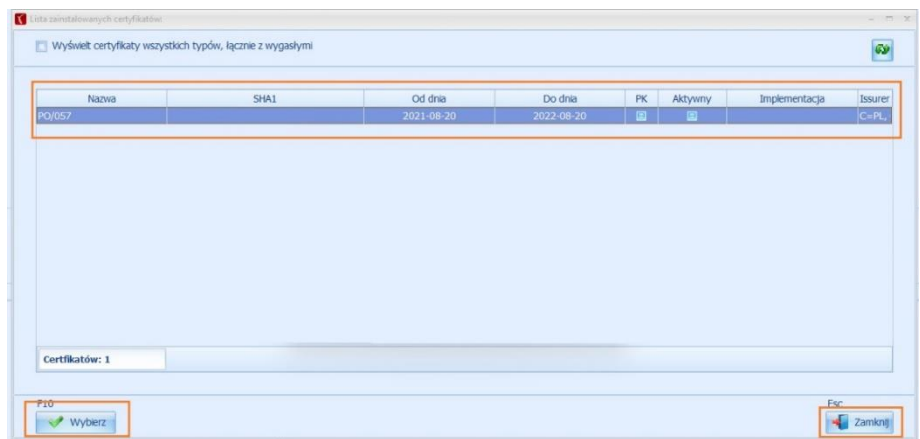 Lista zainstalowanych certyfikatów:
Wyświetl certyfikaty wszystkich typów, łącznie z wygasłymi
Nazwa SHA1 Od dnia Do dnia PK Aktywny Implementacja Issurer
PO/057 2021-08-20 2022-08-20 C=PL,
Certfikatów: 1
F10 Esc
Wybierz Zamknij